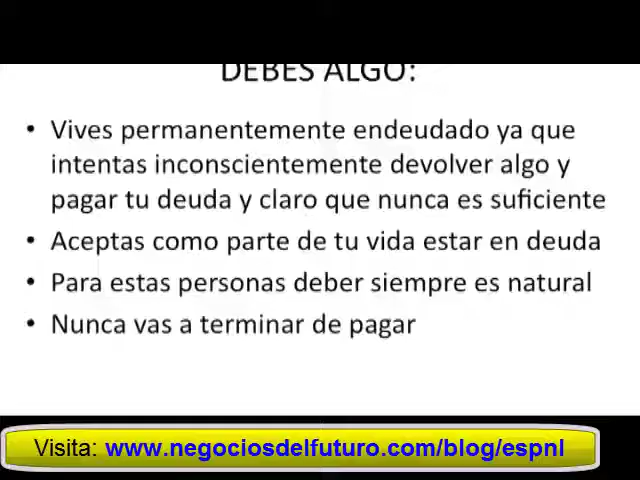 DEBES ALGO:
• Vives permanentemente endeudado ya que
intentas inconscientemente devolver algo y
pagar tu deuda y claro que nunca es suficiente
• Aceptas como parte de tu vida estar en deuda
• Para estas personas deber siempre es natural
• Nunca vas a terminar de pagar
Visita: www.negociosdelfuturo.com/blog/espnl